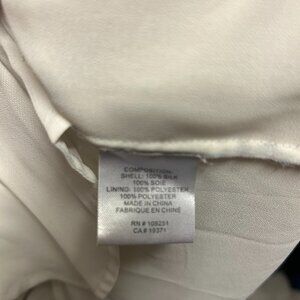 COMPOSITION:
SHELL: 100% SILK
100% SOIE
LINING: 100% POLYESTER
100% POLYESTER
MADE IN CHINA
FABRIQUE EN CHINE
RN # 109254
CA # 19371